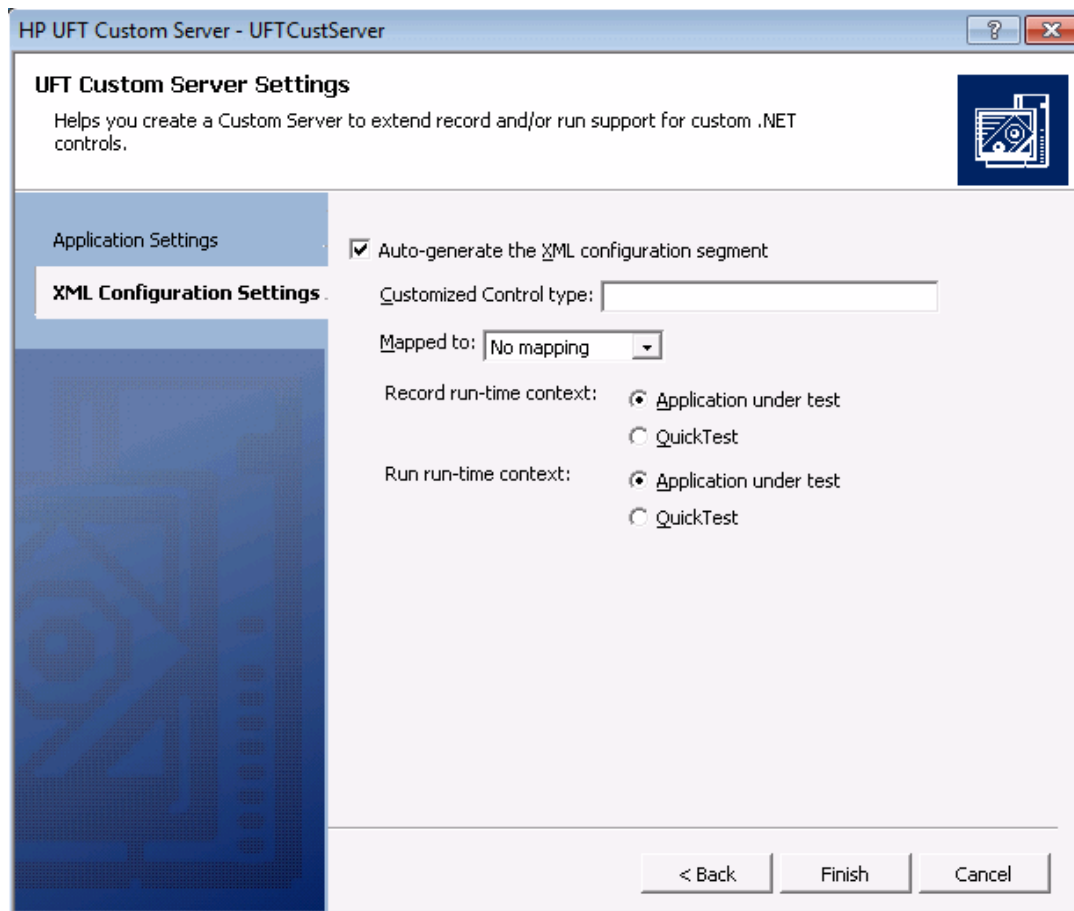 HP UFT Custom Server - UFTCustServer
UFT Custom Server Settings
Helps you create a Custom Server to extend record and/or run support for custom .NET
controls.
Application Settings
XML Configuration Settings
Auto-generate the XML configuration segment
Customized Control type:
Mapped to: No mapping
Record run-time context: Application under test
QuickTest
Run run-time context: Application under test
QuickTest
< Back Finish Cancel